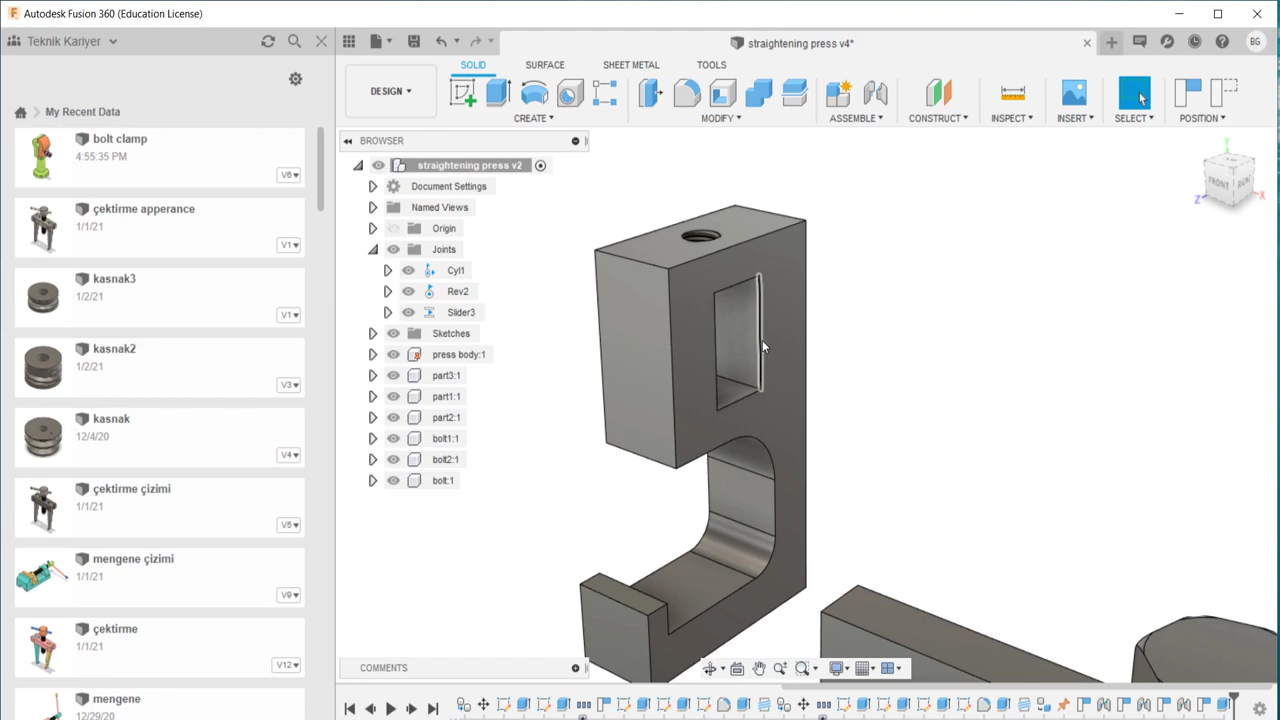 Autodesk Fusion 360 (Education License)
Teknik Kariyer
straightening press v4*
BG
My Recent Data
DESIGN
SOLID SURFACE SHEET METAL TOOLS
CREATE MODIFY ASSEMBLE CONSTRUCT INSPECT INSERT SELECT POSITION
bolt clamp
4:55:35 PM
V6
çektirme apperance
1/1/21
V1
kasnak3
1/2/21
V1
kasnak2
1/2/21
V3
kasnak
12/4/20
V4
çektirme çizimi
1/1/21
V5
mengene çizimi
1/1/21
V9
çektirme
1/1/21
V12
mengene
12/29/20
BROWSER
straightening press v2
Document Settings
Named Views
Origin
Joints
Cyl1
Rev2
Slider3
Sketches
press body:1
part3:1
part1:1
part2:1
bolt1:1
bolt2:1
bolt:1
Y
FRONT
Z
X
COMMENTS